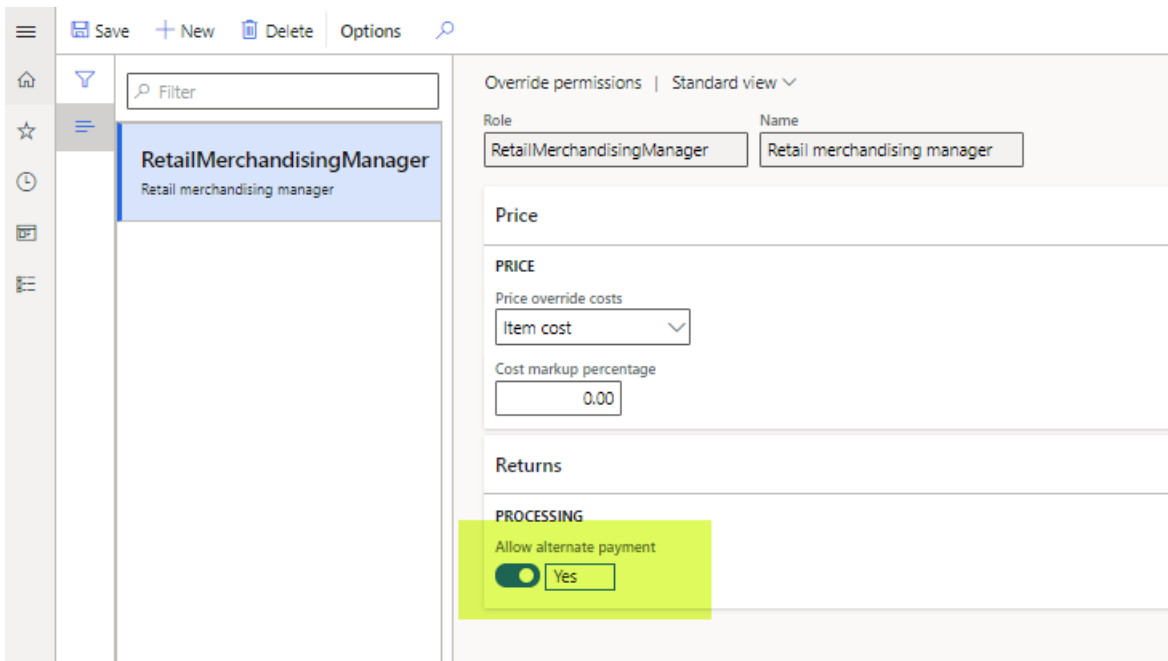 Save New Delete Options
Filter
RetailMerchandisingManager
Retail merchandising manager
Override permissions | Standard view
Role Name
RetailMerchandisingManager Retail merchandising manager
Price
PRICE
Price override costs
Item cost
Cost markup percentage
0.00
Returns
PROCESSING
Allow alternate payment
Yes